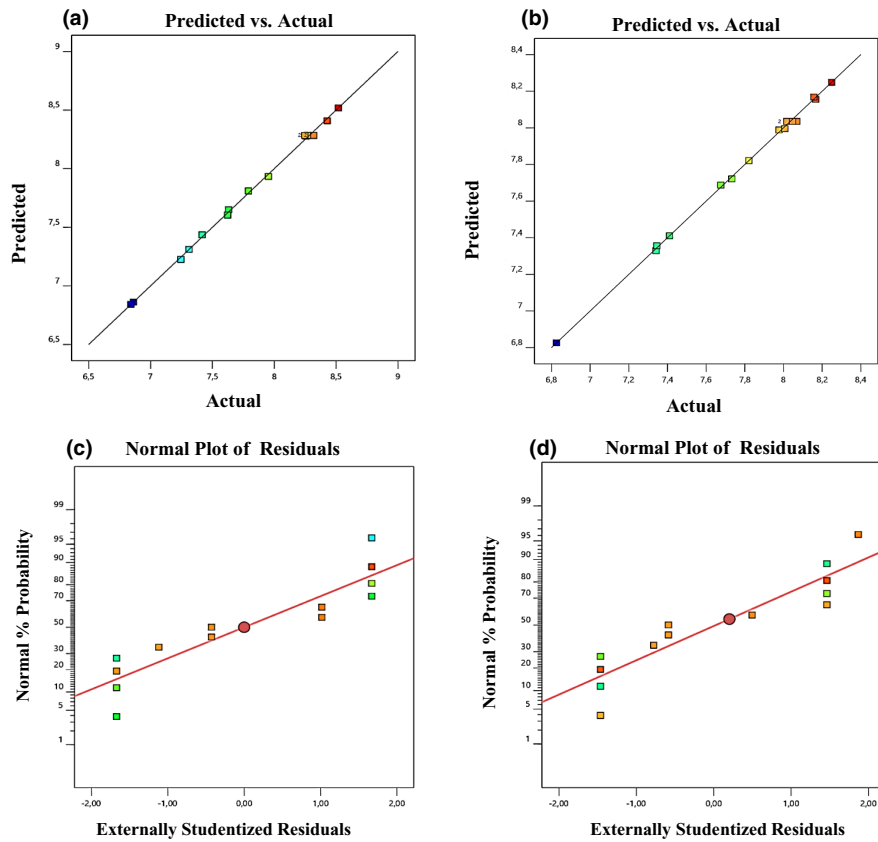 (a)
Predicted vs. Actual
Predicted
9
8,5
8
7,5
7
6,5
2
6,5 7 7,5 8 8,5 9
Actual
(b)
Predicted vs. Actual
Predicted
8,4
8,2
8
7,8
7,6
7,4
7,2
7
6,8
2
6,8 7 7,2 7,4 7,6 7,8 8 8,2 8,4
Actual
(c)
Normal Plot of Residuals
Normal % Probability
99
95
90
80
70
50
30
20
10
5
1
-2,00 -1,00 0,00 1,00 2,00
Externally Studentized Residuals
(d)
Normal Plot of Residuals
Normal % Probability
99
95
90
80
70
50
30
20
10
5
1
-2,00 -1,00 0,00 1,00 2,00
Externally Studentized Residuals